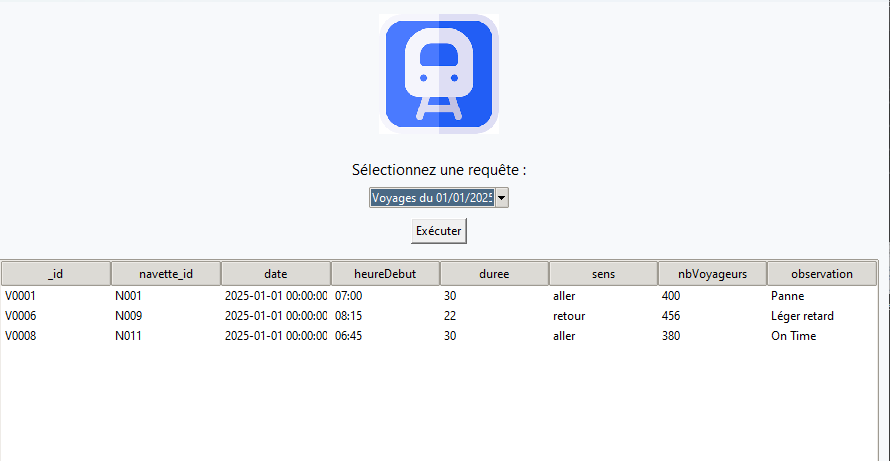 Sélectionnez une requête :
Voyages du 01/01/2025
Exécuter
_id navette_id date heureDebut duree sens nbVoyageurs observation
V0001 N001 2025-01-01 00:00:00 07:00 30 aller 400 Panne
V0006 N009 2025-01-01 00:00:00 08:15 22 retour 456 Léger retard
V0008 N011 2025-01-01 00:00:00 06:45 30 aller 380 On Time